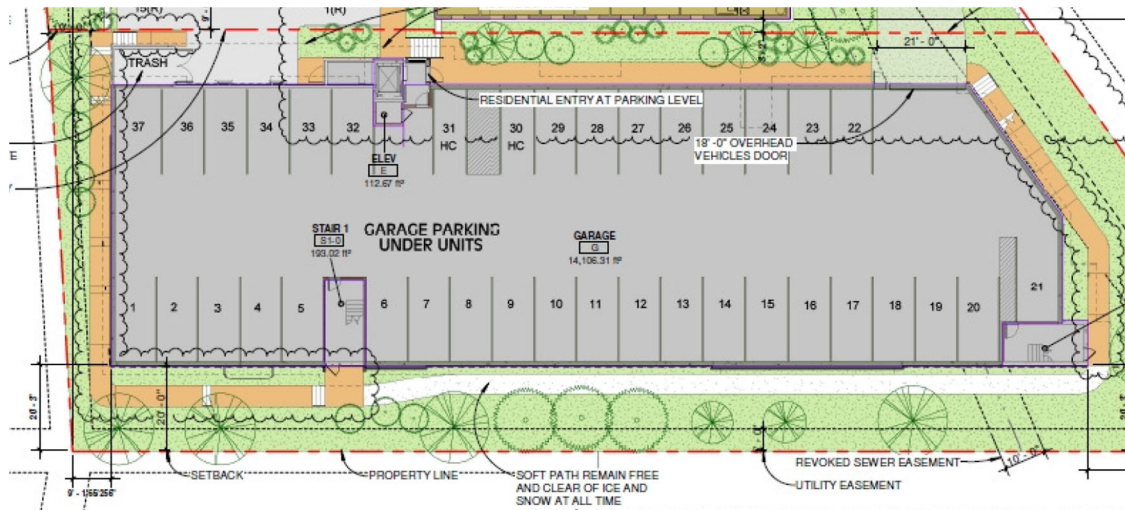 15(R)
1(R)
21' - 0"
TRASH
RESIDENTIAL ENTRY AT PARKING LEVEL
37 36 35 34 33 32 31 30 29 28 27 26 25 24 23 22
HC HC
18' -0" OVERHEAD
VEHICLES DOOR
ELEV
E
112.67 ft²
STAIR 1
S1-0
193.02 ft²
GARAGE PARKING
UNDER UNITS
GARAGE
G
14,106.31 ft²
1 2 3 4 5 6 7 8 9 10 11 12 13 14 15 16 17 18 19 20 21
20' - 0"
SETBACK
PROPERTY LINE
SOFT PATH REMAIN FREE
AND CLEAR OF ICE AND
SNOW AT ALL TIME
REVOKED SEWER EASEMENT
UTILITY EASEMENT
10' - 0"